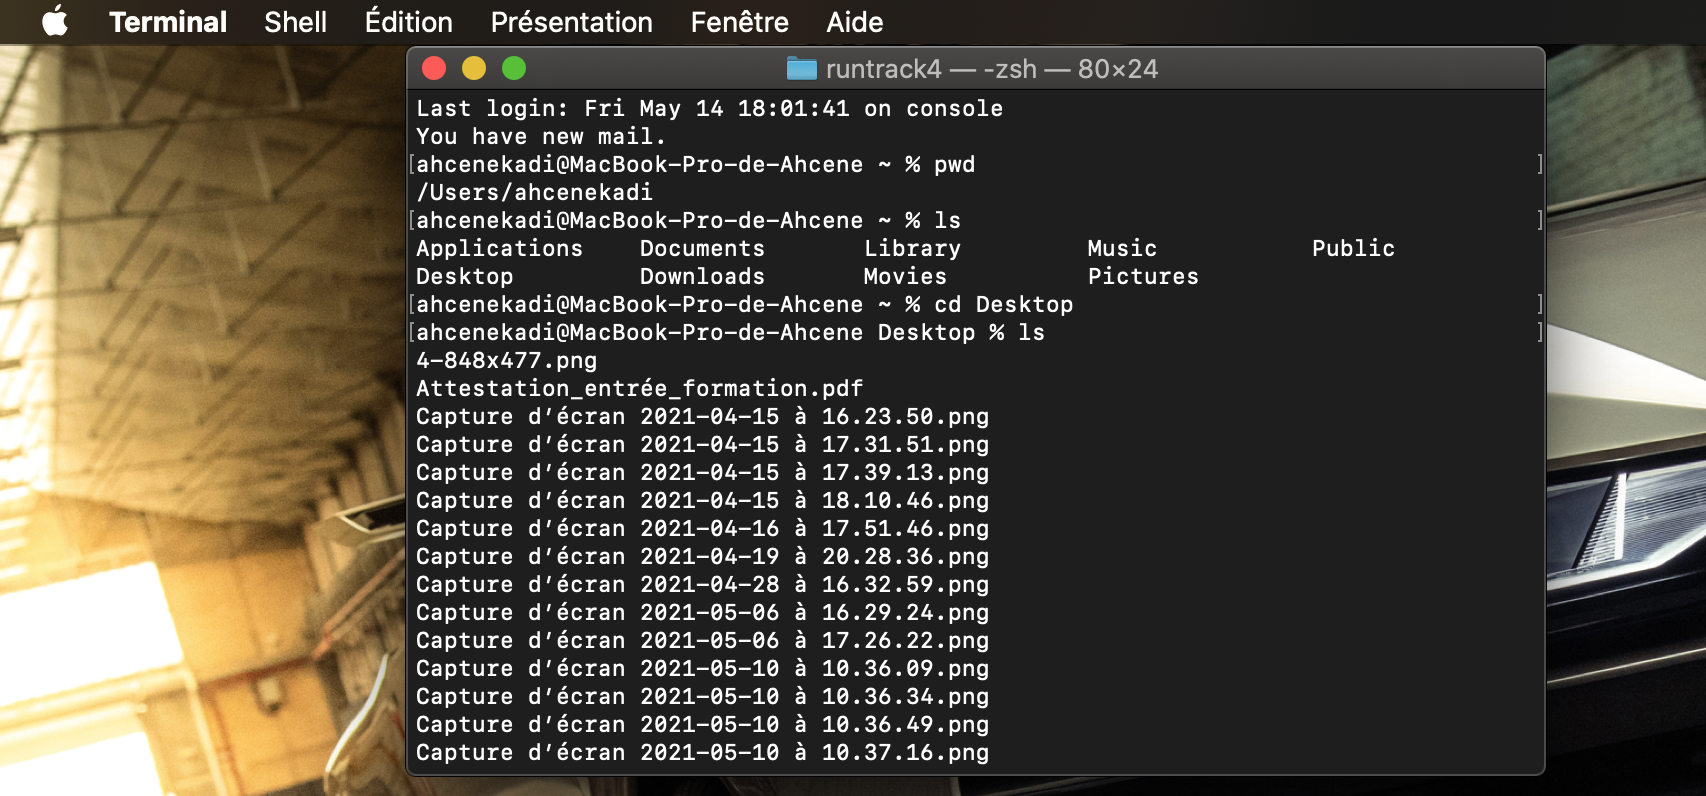 Terminal Shell Édition Présentation Fenêtre Aide
runtrack4 — -zsh — 80×24
Last login: Fri May 14 18:01:41 on console
You have new mail.
[ahcenekadi@MacBook-Pro-de-Ahcene ~ % pwd ]
/Users/ahcenekadi
[ahcenekadi@MacBook-Pro-de-Ahcene ~ % ls ]
Applications Documents Library Music Public
Desktop Downloads Movies Pictures
[ahcenekadi@MacBook-Pro-de-Ahcene ~ % cd Desktop ]
[ahcenekadi@MacBook-Pro-de-Ahcene Desktop % ls ]
4-848x477.png
Attestation_entrée_formation.pdf
Capture d’écran 2021-04-15 à 16.23.50.png
Capture d’écran 2021-04-15 à 17.31.51.png
Capture d’écran 2021-04-15 à 17.39.13.png
Capture d’écran 2021-04-15 à 18.10.46.png
Capture d’écran 2021-04-16 à 17.51.46.png
Capture d’écran 2021-04-19 à 20.28.36.png
Capture d’écran 2021-04-28 à 16.32.59.png
Capture d’écran 2021-05-06 à 16.29.24.png
Capture d’écran 2021-05-06 à 17.26.22.png
Capture d’écran 2021-05-10 à 10.36.09.png
Capture d’écran 2021-05-10 à 10.36.34.png
Capture d’écran 2021-05-10 à 10.36.49.png
Capture d’écran 2021-05-10 à 10.37.16.png